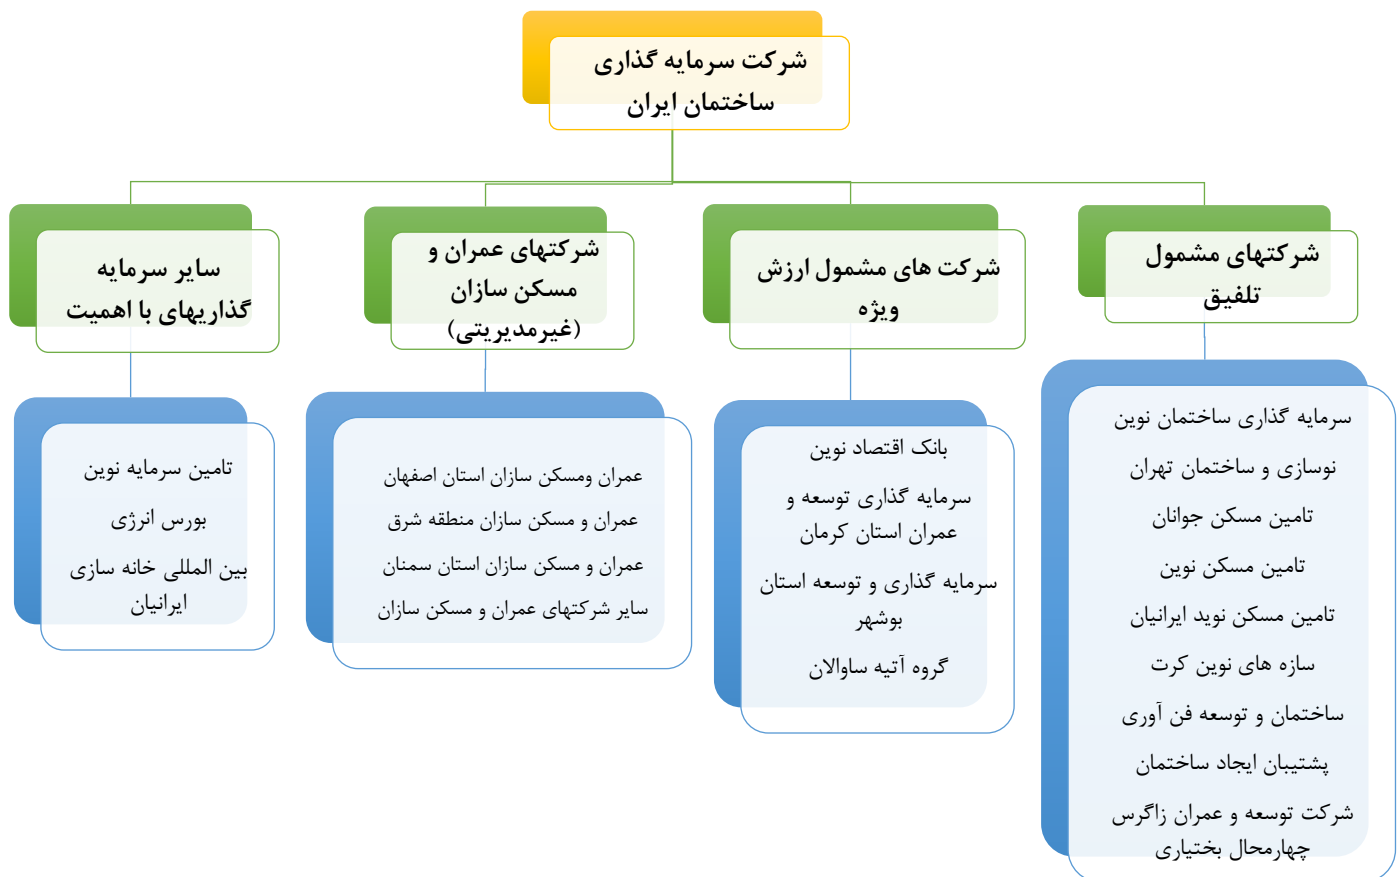 شرکت سرمایه گذاری
ساختمان ایران
شرکتهای مشمول
تلفیق
سرمایه گذاری ساختمان نوین
نوسازی و ساختمان تهران
تامین مسکن جوانان
تامین مسکن نوین
تامین مسکن نوید ایرانیان
سازه های نوین کرت
ساختمان و توسعه فن آوری
پشتیبان ایجاد ساختمان
شرکت توسعه و عمران زاگرس
چهارمحال بختیاری
شرکت های مشمول ارزش
ویژه
بانک اقتصاد نوین
سرمایه گذاری توسعه و
عمران استان کرمان
سرمایه گذاری و توسعه استان
بوشهر
گروه آتیه ساوالان
شرکتهای عمران و
مسکن سازان
(غیرمدیریتی)
عمران ومسکن سازان استان اصفهان
عمران و مسکن سازان منطقه شرق
عمران و مسکن سازان استان سمنان
سایر شرکتهای عمران و مسکن سازان
سایر سرمایه
گذاریهای با اهمیت
تامین سرمایه نوین
بورس انرژی
بین المللی خانه سازی
ایرانیان